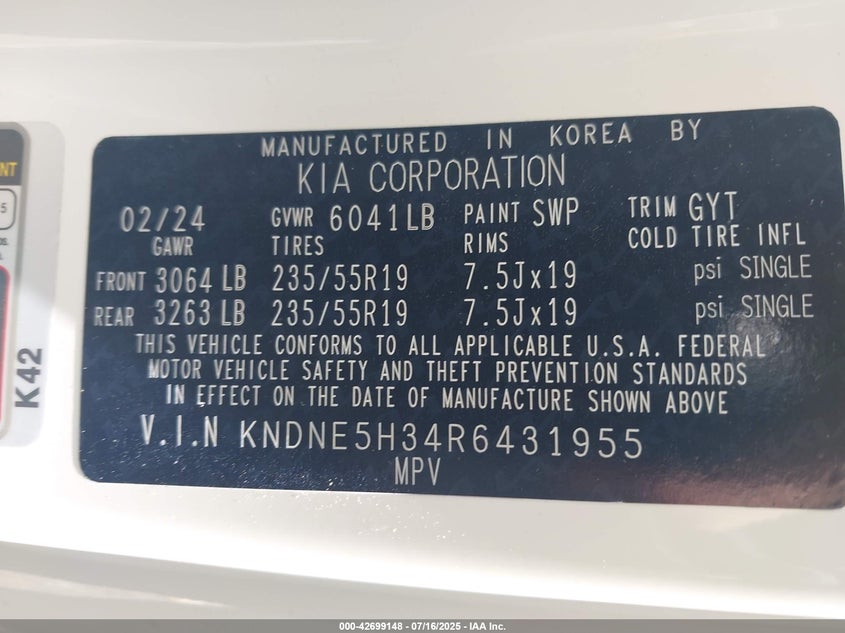 MANUFACTURED IN KOREA BY
KIA CORPORATION
02/24 GVWR 6041LB PAINT SWP TRIM GYT
GAWR TIRES RIMS COLD TIRE INFL
FRONT 3064 LB 235/55R19 7.5Jx19 psi SINGLE
REAR 3263 LB 235/55R19 7.5Jx19 psi SINGLE
THIS VEHICLE CONFORMS TO ALL APPLICABLE U.S.A. FEDERAL
MOTOR VEHICLE SAFETY AND THEFT PREVENTION STANDARDS
IN EFFECT ON THE DATE OF MANUFACTURE SHOWN ABOVE
V.I.N KNDNE5H34R6431955
MPV
NT
5
K42
000-42699148 - 07/16/2025 - IAA Inc.